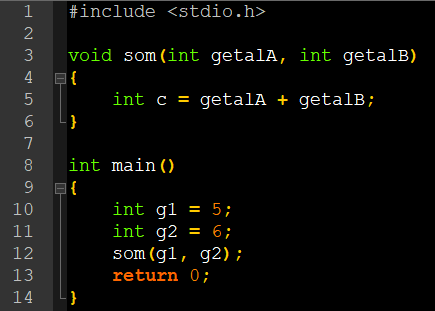 1 #include <stdio.h>
2
3 void som(int getalA, int getalB)
4 {
5     int c = getalA + getalB;
6 }
7
8 int main()
9 {
10     int g1 = 5;
11     int g2 = 6;
12     som(g1, g2);
13     return 0;
14 }